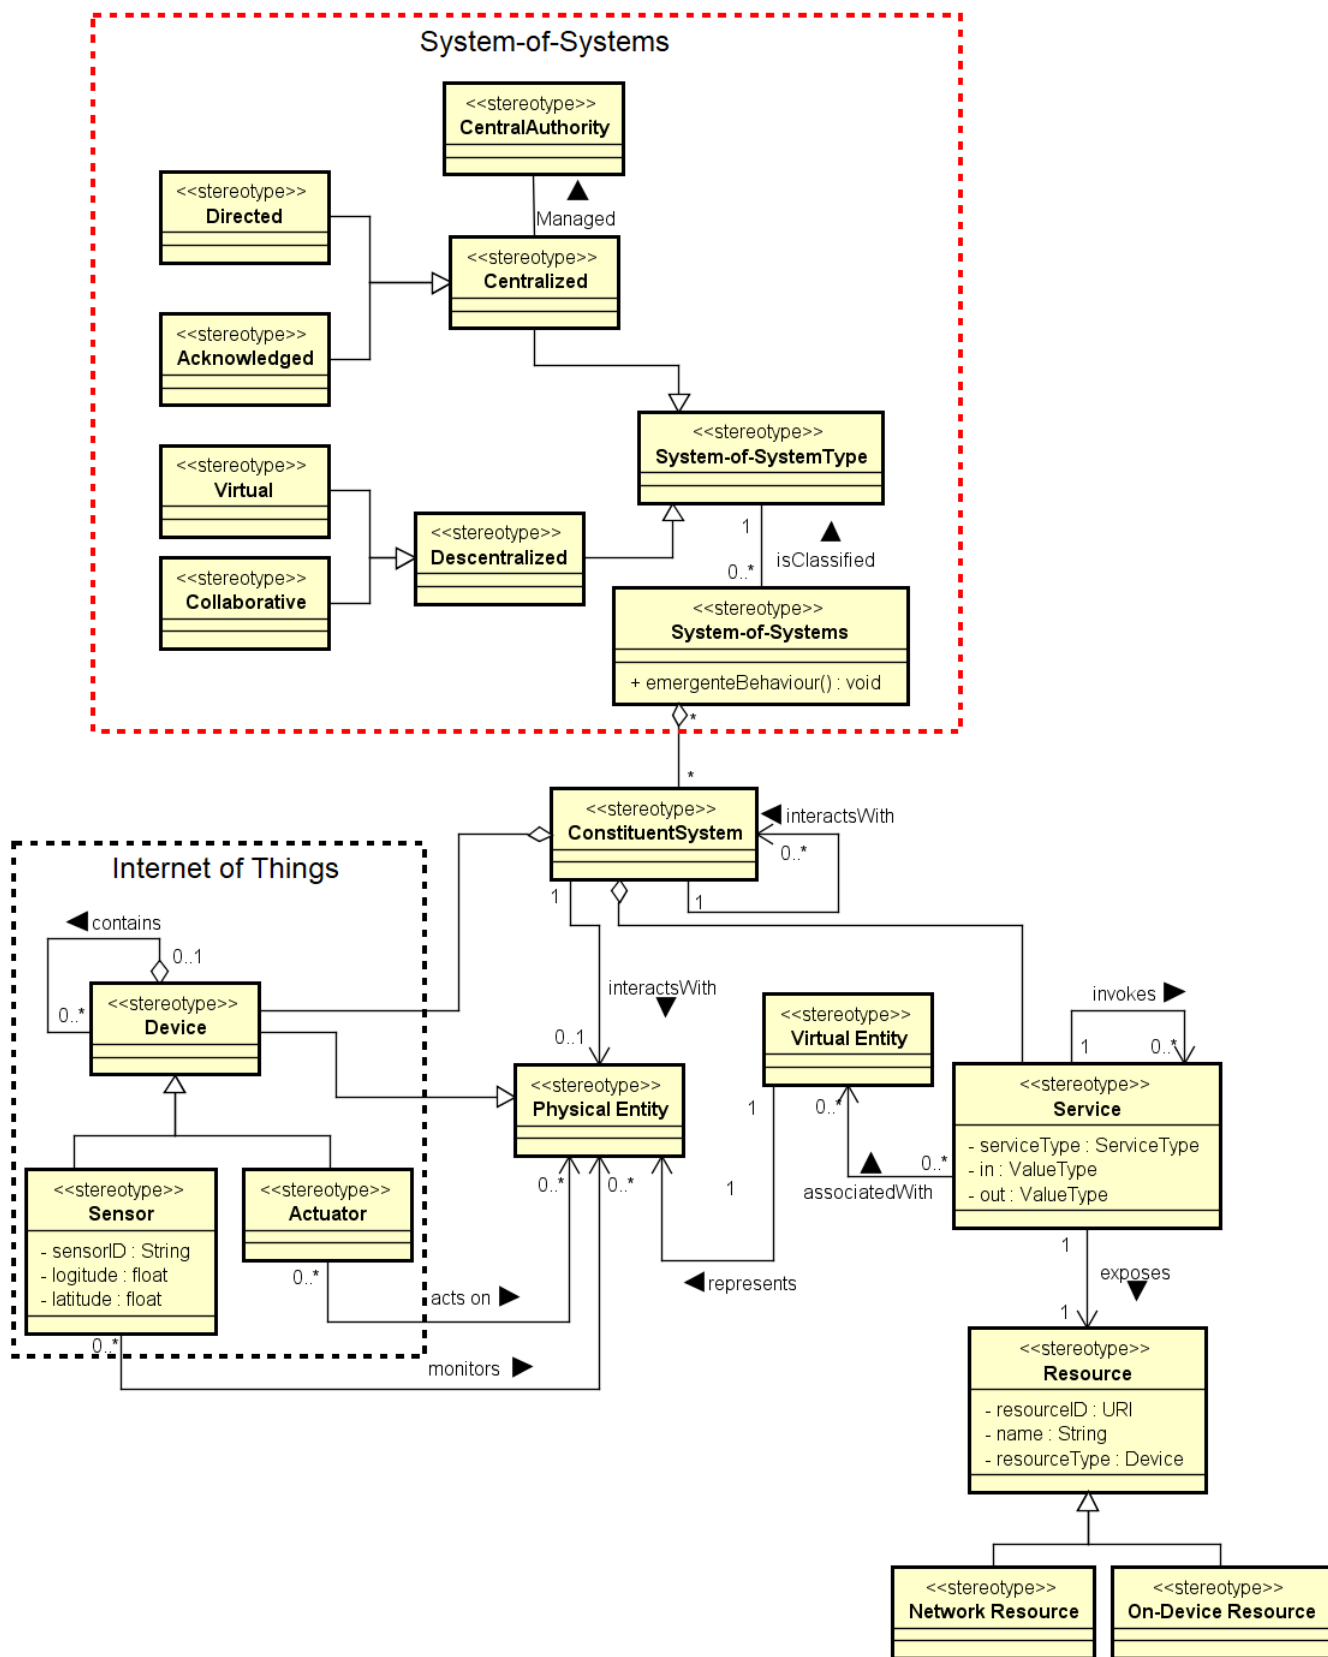 System-of-Systems
<<stereotype>>
CentralAuthority
Managed
<<stereotype>>
Directed
<<stereotype>>
Centralized
<<stereotype>>
Acknowledged
<<stereotype>>
System-of-SystemType
<<stereotype>>
Virtual
<<stereotype>>
Descentralized
1
isClassified
0..*
<<stereotype>>
Collaborative
<<stereotype>>
System-of-Systems
+ emergenteBehaviour() : void
*
*
<<stereotype>>
ConstituentSystem
interactsWith
0..*
1
1
Internet of Things
contains
0..1
0..*
<<stereotype>>
Device
interactsWith
0..1
<<stereotype>>
Physical Entity
<<stereotype>>
Virtual Entity
invokes
1
0..*
<<stereotype>>
Service
- serviceType : ServiceType
- in : ValueType
- out : ValueType
1
0..*
0..*
associatedWith
1
represents
<<stereotype>>
Sensor
- sensorID : String
- logitude : float
- latitude : float
0..*
<<stereotype>>
Actuator
0..*
acts on
0..*
0..*
monitors
1
exposes
1
<<stereotype>>
Resource
- resourceID : URI
- name : String
- resourceType : Device
<<stereotype>>
Network Resource
<<stereotype>>
On-Device Resource